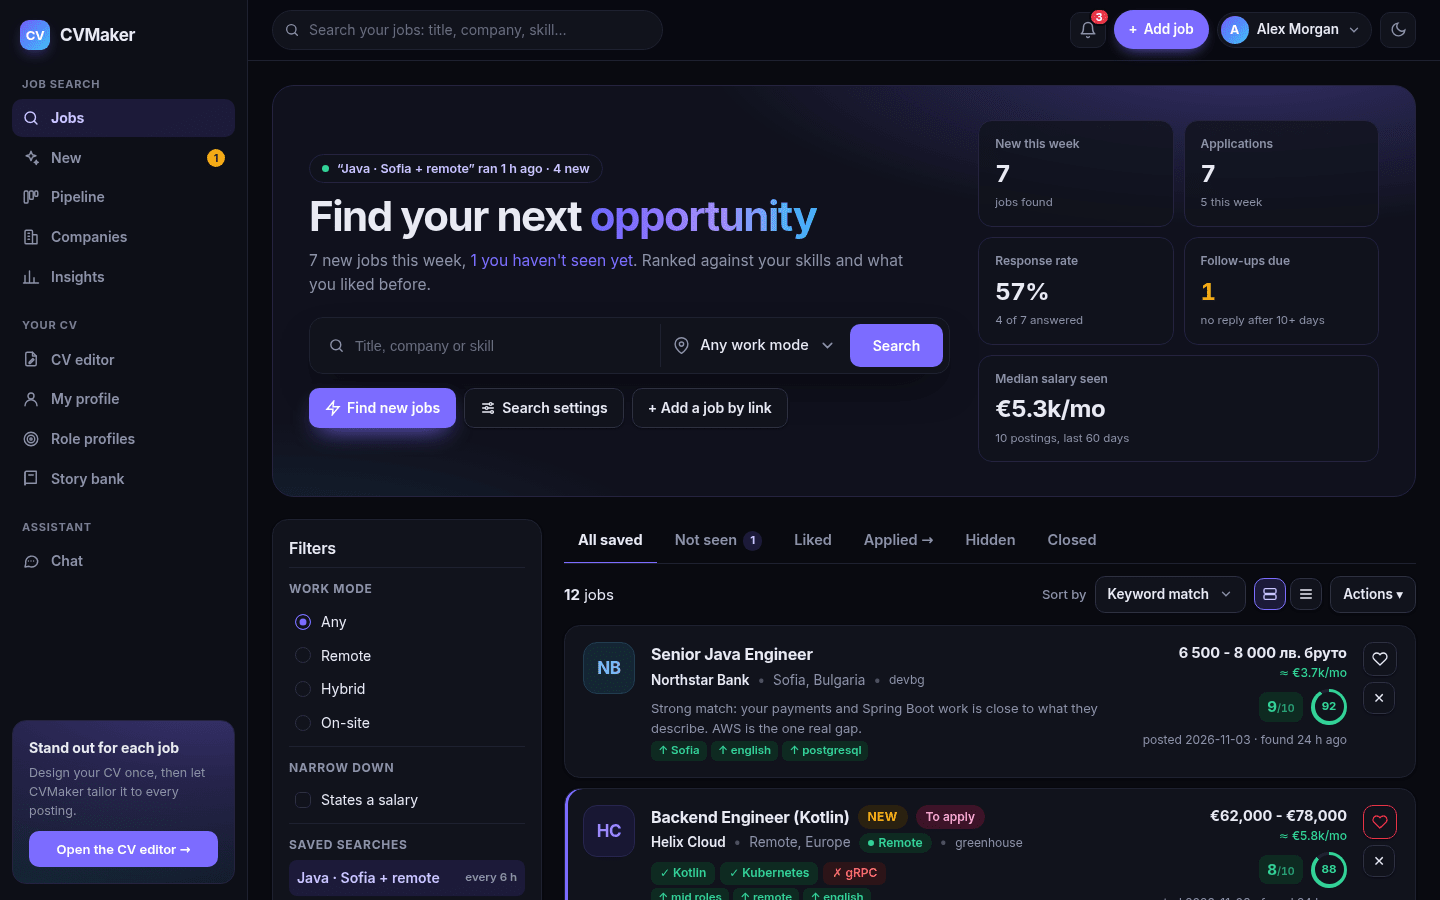 CV CVMaker
JOB SEARCH
Jobs
New 1
Pipeline
Companies
Insights
YOUR CV
CV editor
My profile
Role profiles
Story bank
ASSISTANT
Chat
Stand out for each job
Design your CV once, then let
CVMaker tailor it to every
posting.
Open the CV editor →
Search your jobs: title, company, skill...
3
+ Add job
A Alex Morgan
“Java · Sofia + remote” ran 1 h ago · 4 new
Find your next opportunity
7 new jobs this week, 1 you haven't seen yet. Ranked against your skills and what
you liked before.
Title, company or skill
Any work mode
Search
Find new jobs
Search settings
+ Add a job by link
New this week
7
jobs found
Applications
7
5 this week
Response rate
57%
4 of 7 answered
Follow-ups due
1
no reply after 10+ days
Median salary seen
€5.3k/mo
10 postings, last 60 days
Filters
WORK MODE
Any
Remote
Hybrid
On-site
NARROW DOWN
States a salary
SAVED SEARCHES
Java · Sofia + remote every 6 h
All saved
Not seen 1
Liked
Applied →
Hidden
Closed
12 jobs
Sort by
Keyword match
Actions ▾
NB
Senior Java Engineer
Northstar Bank • Sofia, Bulgaria • devbg
Strong match: your payments and Spring Boot work is close to what they
describe. AWS is the one real gap.
↑ Sofia ↑ english ↑ postgresql
6 500 - 8 000 лв. бруто
≈ €3.7k/mo
9/10 92
posted 2026-11-03 · found 24 h ago
✕
HC
Backend Engineer (Kotlin) NEW To apply
Helix Cloud • Remote, Europe • Remote • greenhouse
✓ Kotlin ✓ Kubernetes ✗ gRPC
↑ mid roles ↑ remote ↑ english
€62,000 - €78,000
≈ €5.8k/mo
8/10 88
✕